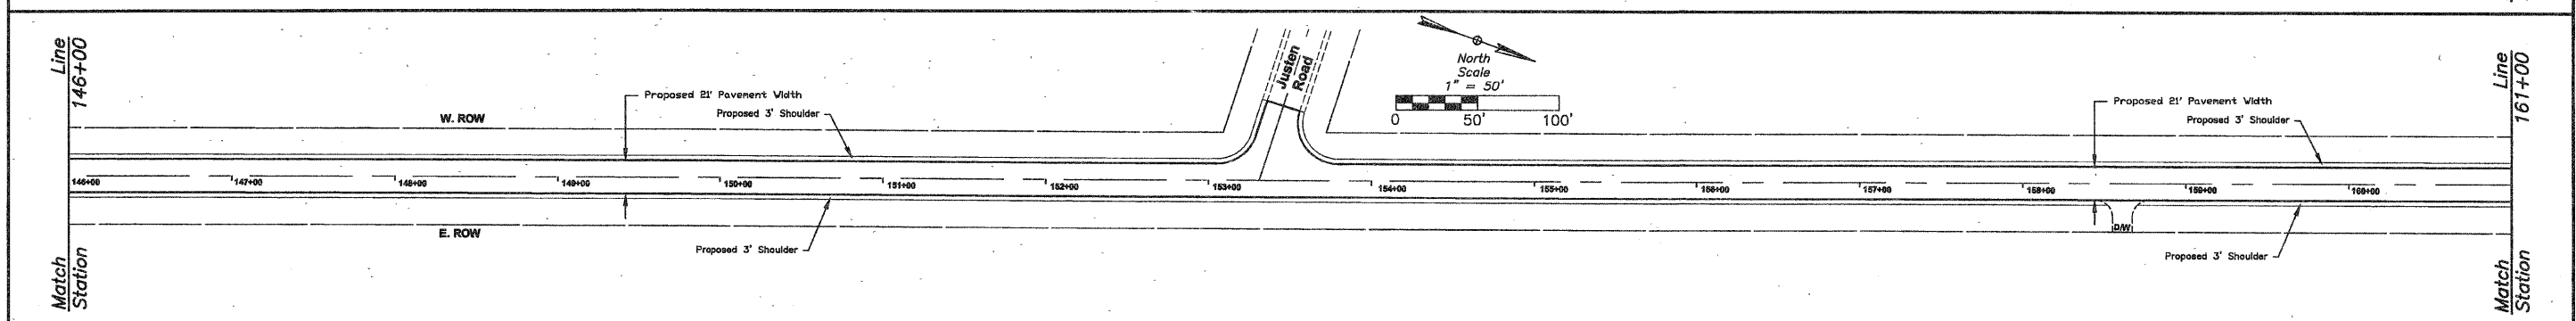 Match Line
Station 146+00
W. ROW
Proposed 21' Pavement Width
Proposed 3' Shoulder
Justen
Road
North
Scale
1" = 50'
0 50' 100'
Proposed 21' Pavement Width
Proposed 3' Shoulder
146+00 147+00 148+00 149+00 150+00 151+00 152+00 153+00 154+00 155+00 156+00 157+00 158+00 159+00 160+00
E. ROW
Proposed 3' Shoulder
D/W
Proposed 3' Shoulder
Match Line
Station 161+00